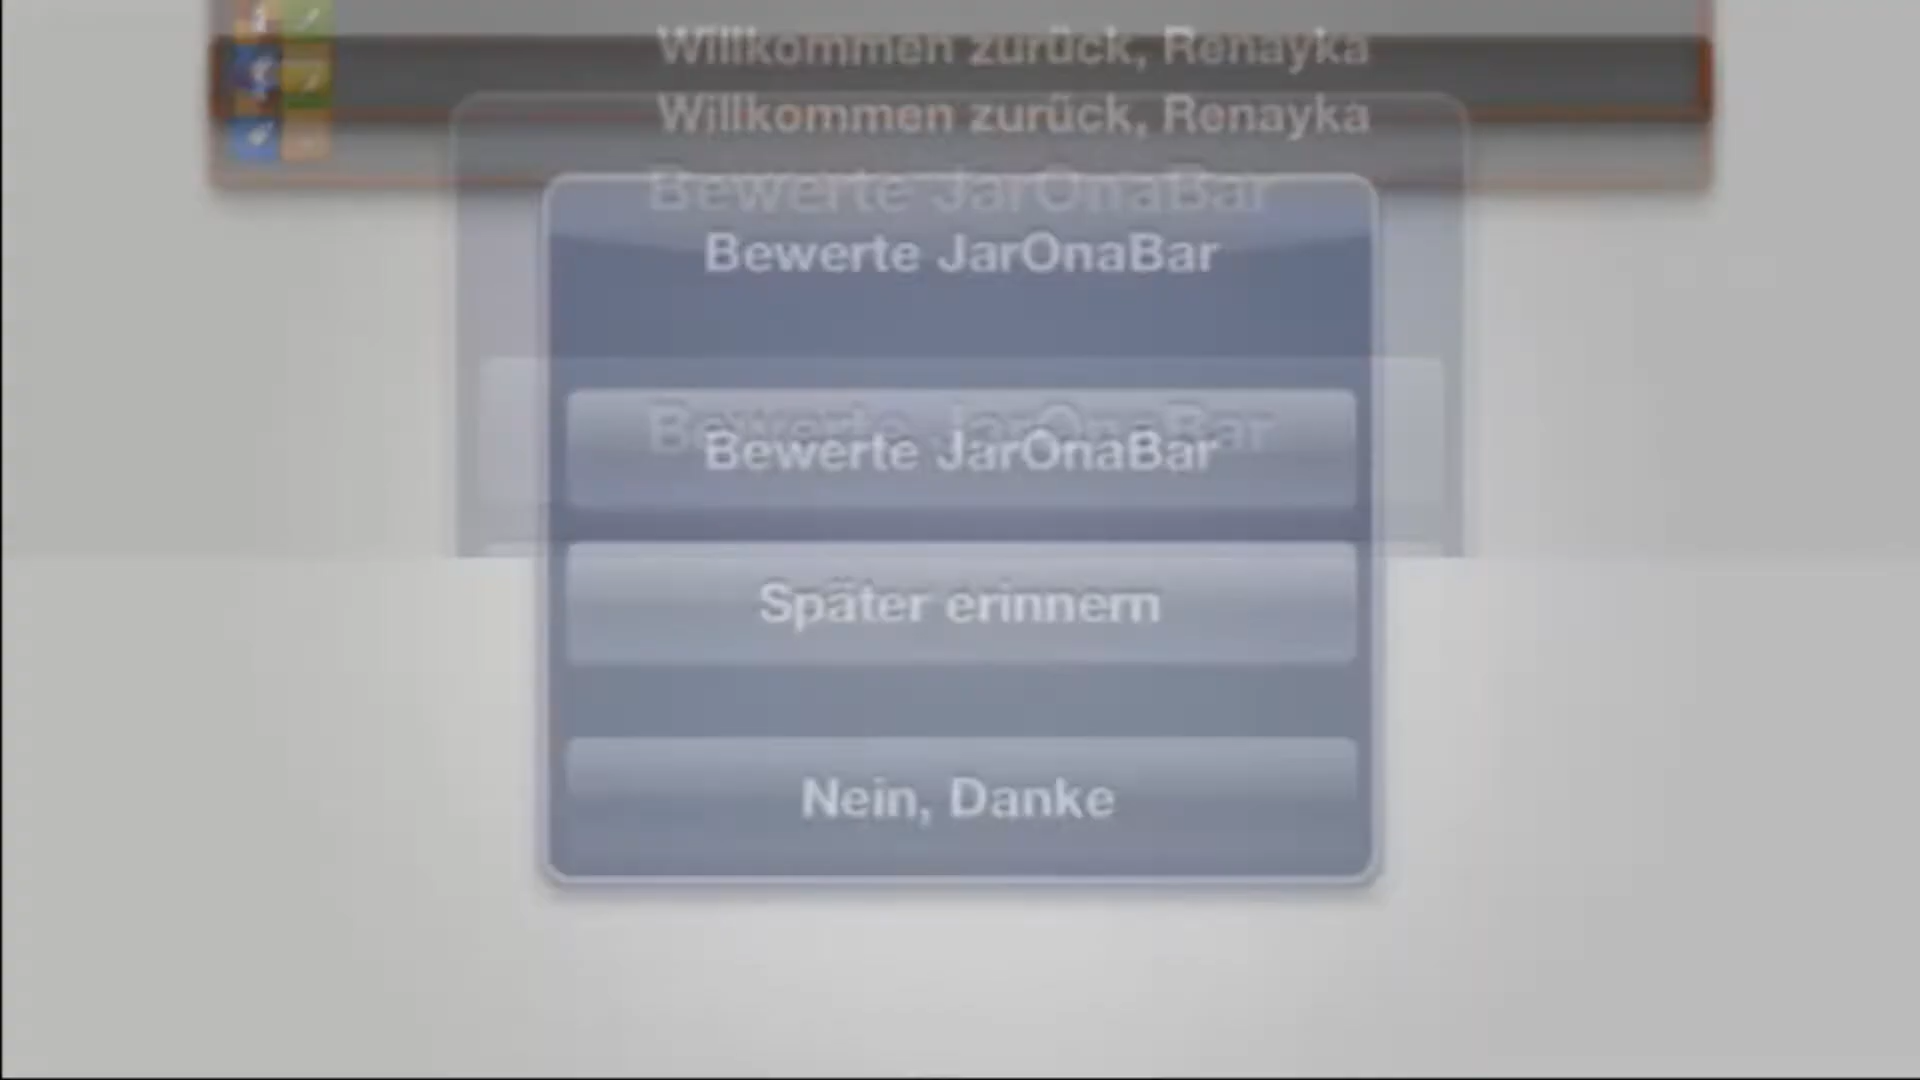 Willkommen zurück, Renayka
Willkommen zurück, Renayka
Bewerte JarOnaBar
Bewerte JarOnaBar
Bewerte JarOnaBar
Bewerte JarOnaBar
Später erinnern
Nein, Danke